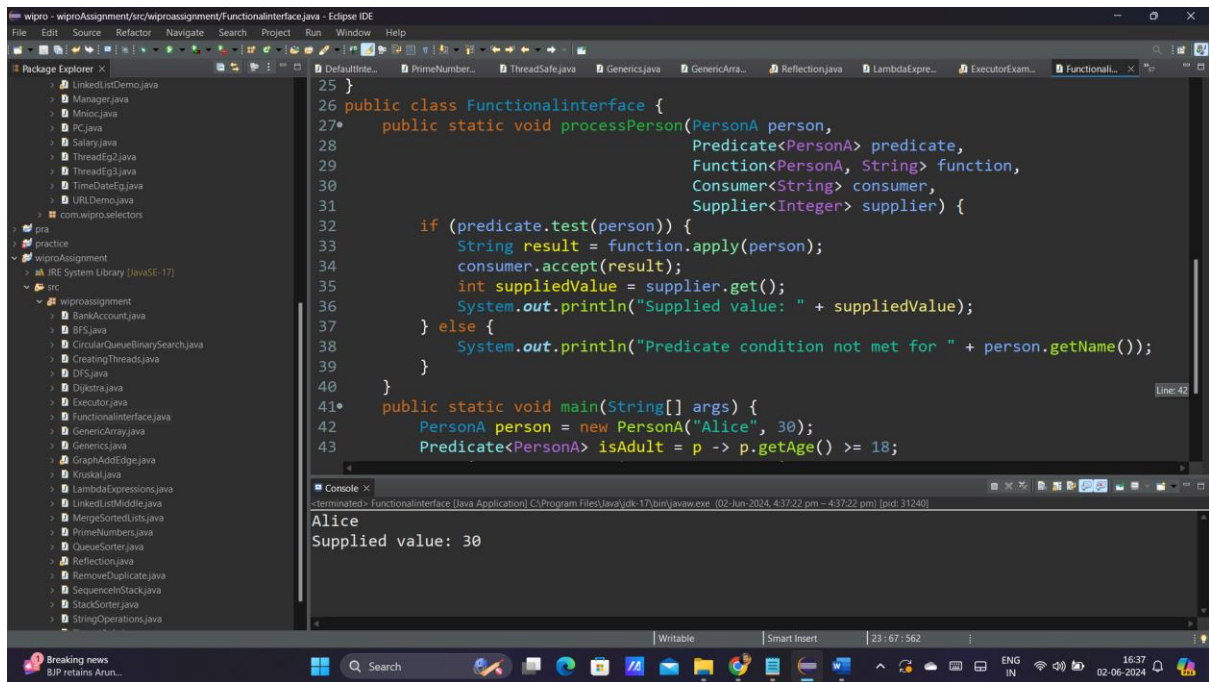 wipro - wiproAssignment/src/wiproassignment/Functionalinterface.java - Eclipse IDE
File Edit Source Refactor Navigate Search Project Run Window Help
Package Explorer
LinkedListDemo.java
Manager.java
Mnioc.java
PC.java
Salary.java
ThreadEg2.java
ThreadEg3.java
TimeDateEg.java
URLDemo.java
com.wipro.selectors
pra
practice
wiproAssignment
JRE System Library [JavaSE-17]
src
wiproassignment
BankAccount.java
BFS.java
CircularQueueBinarySearch.java
CreatingThreads.java
DFS.java
Dijkstra.java
Executor.java
Functionalinterface.java
GenericArray.java
Generics.java
GraphAddEdge.java
Kruskal.java
LambdaExpressions.java
LinkedListMiddle.java
MergeSortedLists.java
PrimeNumbers.java
QueueSorter.java
Reflection.java
RemoveDuplicate.java
SequenceInStack.java
StackSorter.java
StringOperations.java
DefaultInte... PrimeNumber... ThreadSafe.java Generics.java GenericArra... Reflection.java LambdaExpre... ExecutorExam... Functionali...
25 }
26 public class Functionalinterface {
27 public static void processPerson(PersonA person,
28 Predicate<PersonA> predicate,
29 Function<PersonA, String> function,
30 Consumer<String> consumer,
31 Supplier<Integer> supplier) {
32 if (predicate.test(person)) {
33 String result = function.apply(person);
34 consumer.accept(result);
35 int suppliedValue = supplier.get();
36 System.out.println("Supplied value: " + suppliedValue);
37 } else {
38 System.out.println("Predicate condition not met for " + person.getName());
39 }
40 }
41 public static void main(String[] args) {
42 PersonA person = new PersonA("Alice", 30);
43 Predicate<PersonA> isAdult = p -> p.getAge() >= 18;
Line: 42
Console
<terminated> Functionalinterface [Java Application] C:\Program Files\Java\jdk-17\bin\javaw.exe (02-Jun-2024, 4:37:22 pm – 4:37:22 pm) [pid: 31240]
Alice
Supplied value: 30
Writable Smart Insert 23 : 67 : 562
1
Breaking news
BJP retains Arun...
Search
ENG
IN
16:37
02-06-2024